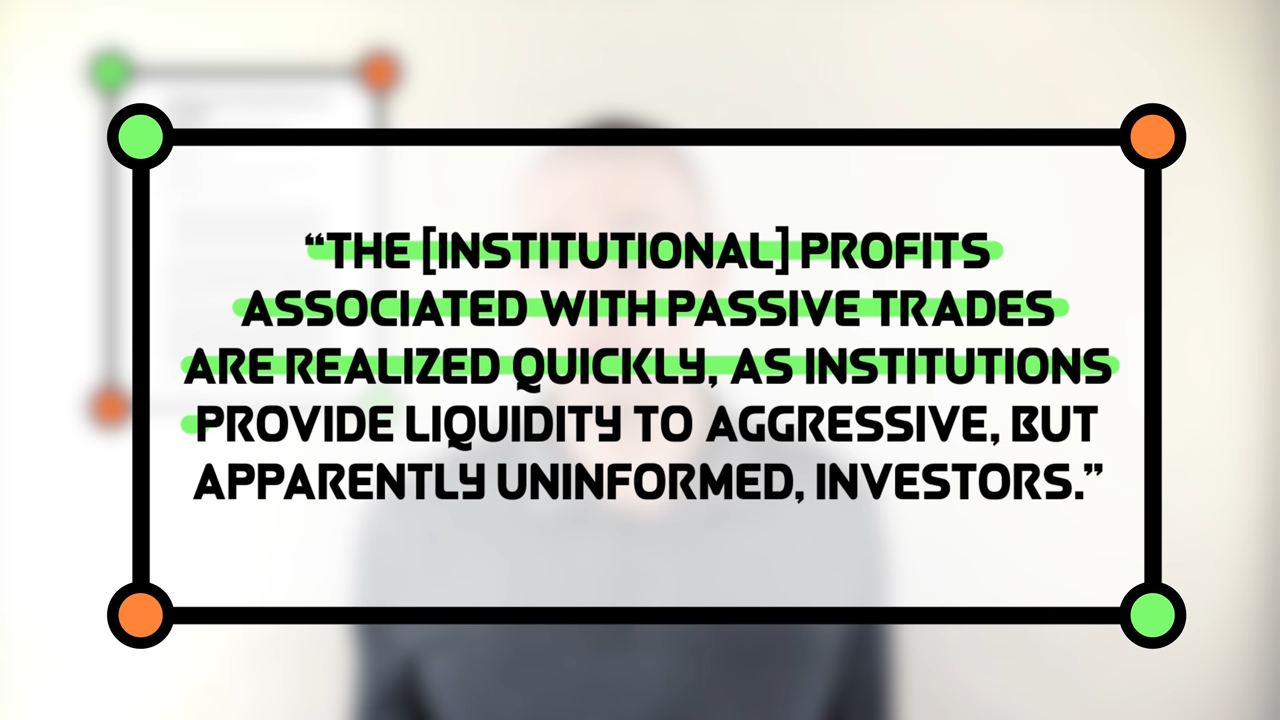 “THE [INSTITUTIONAL] PROFITS
ASSOCIATED WITH PASSIVE TRADES
ARE REALIZED QUICKLY, AS INSTITUTIONS
PROVIDE LIQUIDITY TO AGGRESSIVE, BUT
APPARENTLY UNINFORMED, INVESTORS.”